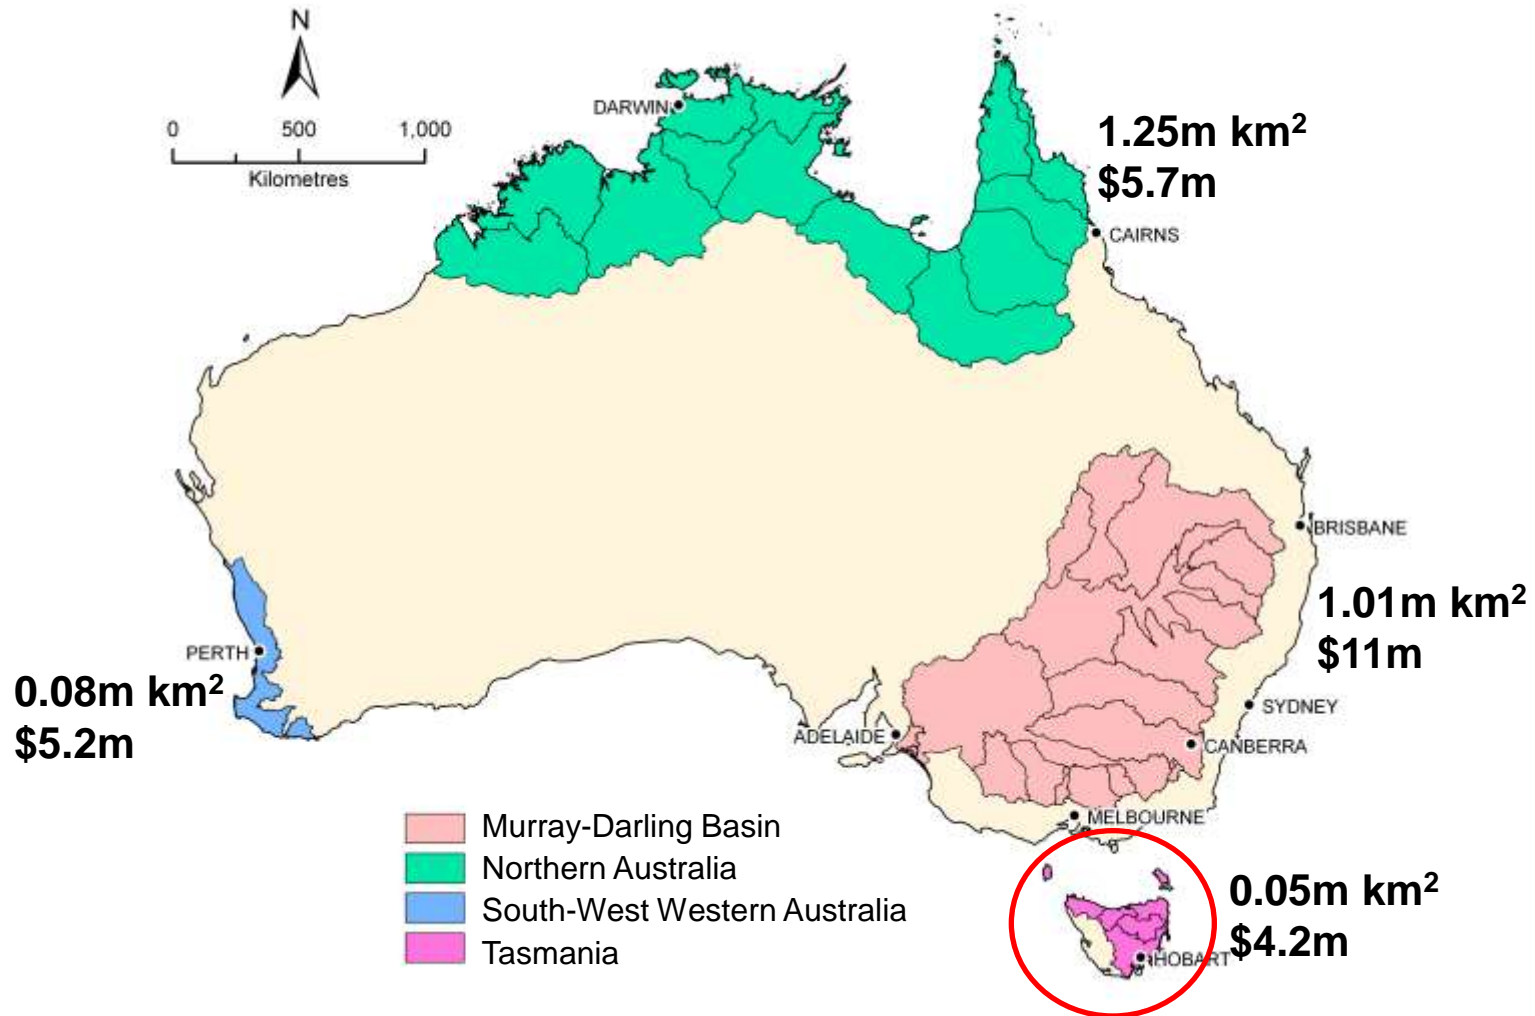 N
0 500 1,000
Kilometres
DARWIN
1.25m km²
$5.7m
CAIRNS
BRISBANE
1.01m km²
$11m
PERTH
0.08m km²
$5.2m
SYDNEY
ADELAIDE
CANBERRA
MELBOURNE
Murray-Darling Basin
Northern Australia
South-West Western Australia
Tasmania
0.05m km²
$4.2m
HOBART